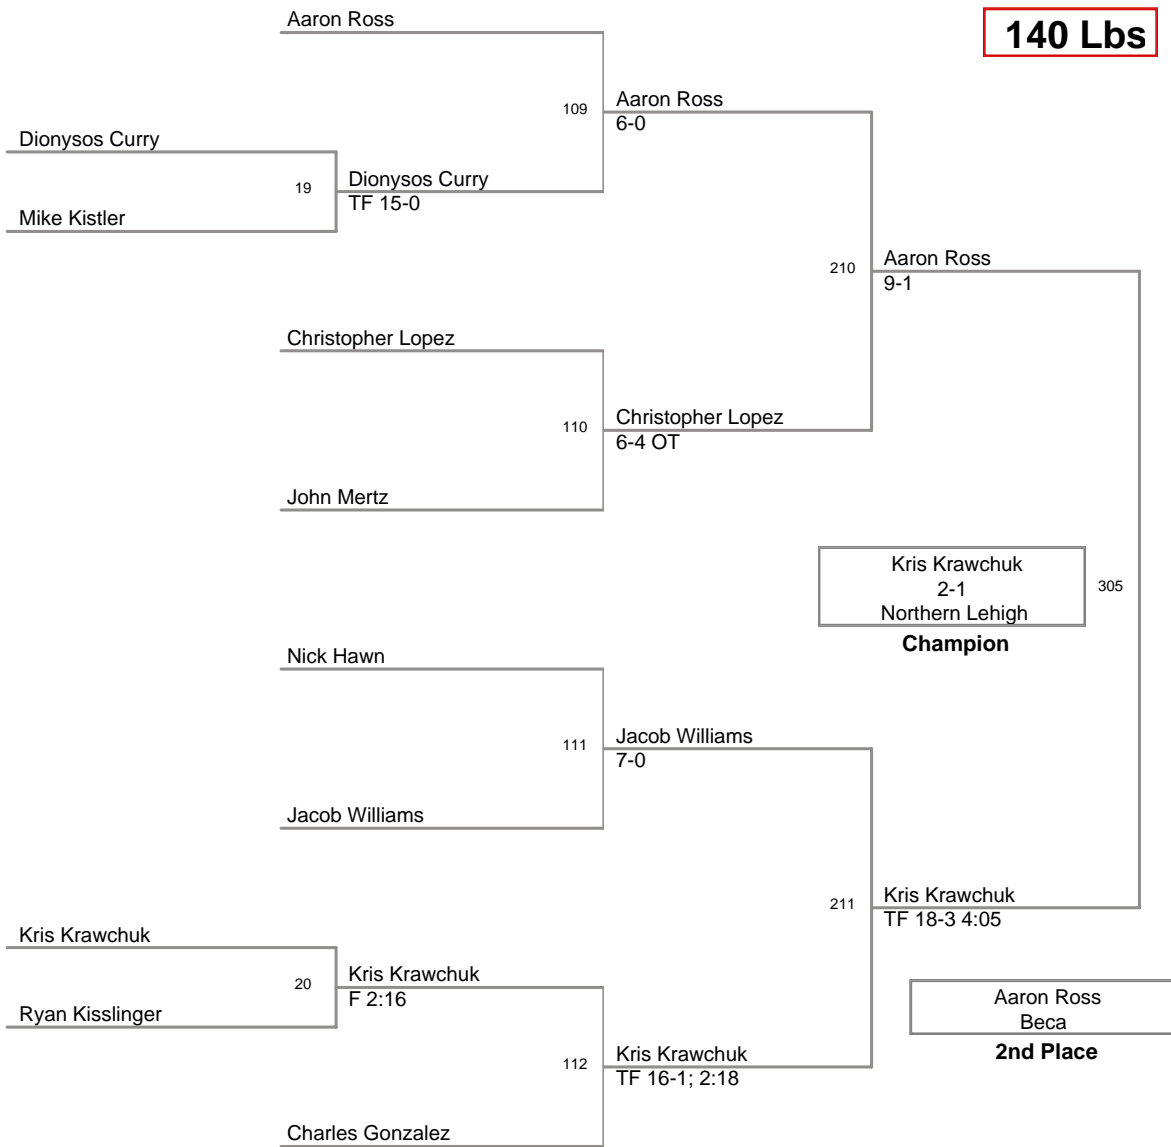 Aaron Ross
140 Lbs
109
Aaron Ross
6-0
Dionysos Curry
19
Dionysos Curry
TF 15-0
Mike Kistler
210
Aaron Ross
9-1
Christopher Lopez
110
Christopher Lopez
6-4 OT
John Mertz
Kris Krawchuk
2-1
Northern Lehigh
305
Champion
Nick Hawn
111
Jacob Williams
7-0
Jacob Williams
211
Kris Krawchuk
TF 18-3 4:05
Kris Krawchuk
20
Kris Krawchuk
F 2:16
Ryan Kisslinger
Aaron Ross
Beca
2nd Place
112
Kris Krawchuk
TF 16-1; 2:18
Charles Gonzalez